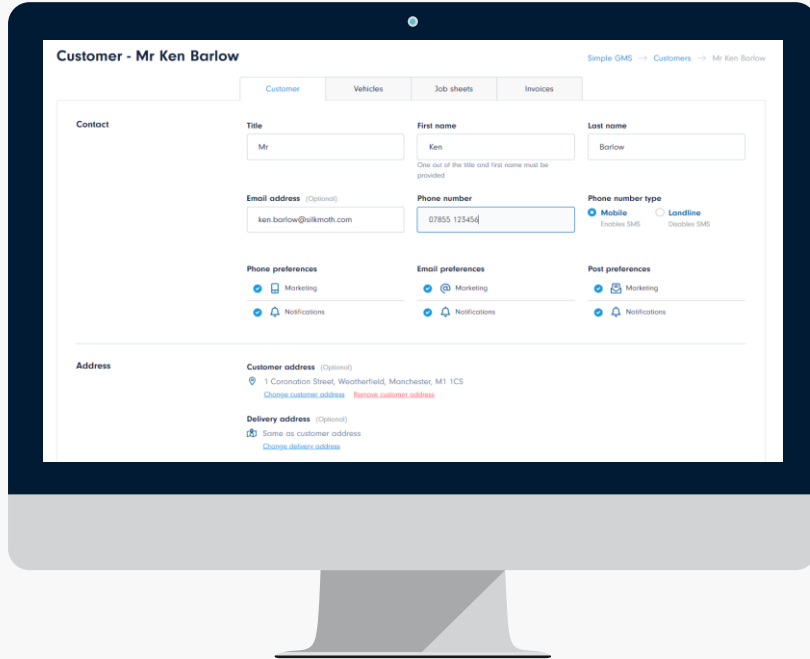 Customer - Mr Ken Barlow
Simple GMS → Customers → Mr Ken Barlow
Customer Vehicles Job sheets Invoices
Contact
Title First name Last name
Mr Ken Barlow
One out of the title and first name must be
provided
Email address (Optional) Phone number Phone number type
ken.barlow@silkmoth.com 07855 123456 Mobile Landline
Enables SMS Disables SMS
Phone preferences Email preferences Post preferences
Marketing Marketing Marketing
Notifications Notifications Notifications
Address
Customer address (Optional)
1 Coronation Street, Weatherfield, Manchester, M1 1CS
Change customer address Remove customer address
Delivery address (Optional)
Same as customer address
Change delivery address